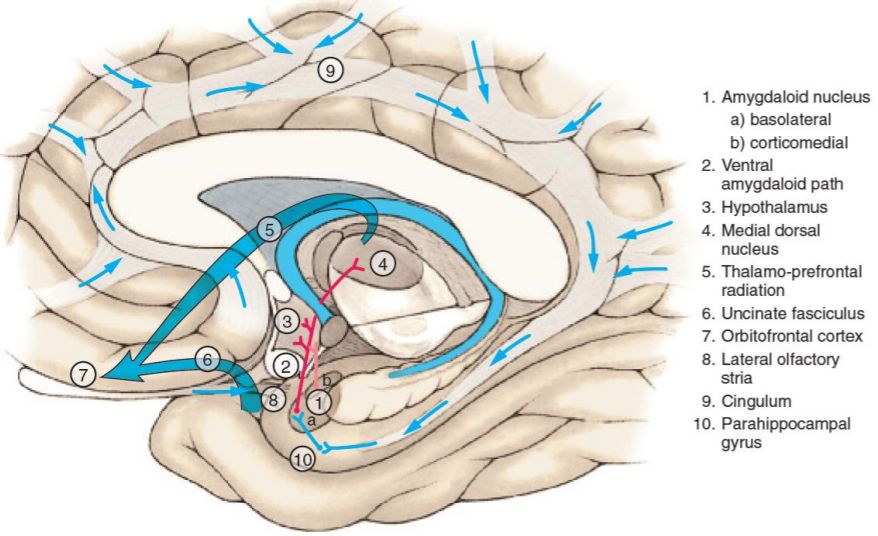 9
5
4
3
7
6
2
b
8
1
a
10
1. Amygdaloid nucleus
a) basolateral
b) corticomedial
2. Ventral
amygdaloid path
3. Hypothalamus
4. Medial dorsal
nucleus
5. Thalamo-prefrontal
radiation
6. Uncinate fasciculus
7. Orbitofrontal cortex
8. Lateral olfactory
stria
9. Cingulum
10. Parahippocampal
gyrus